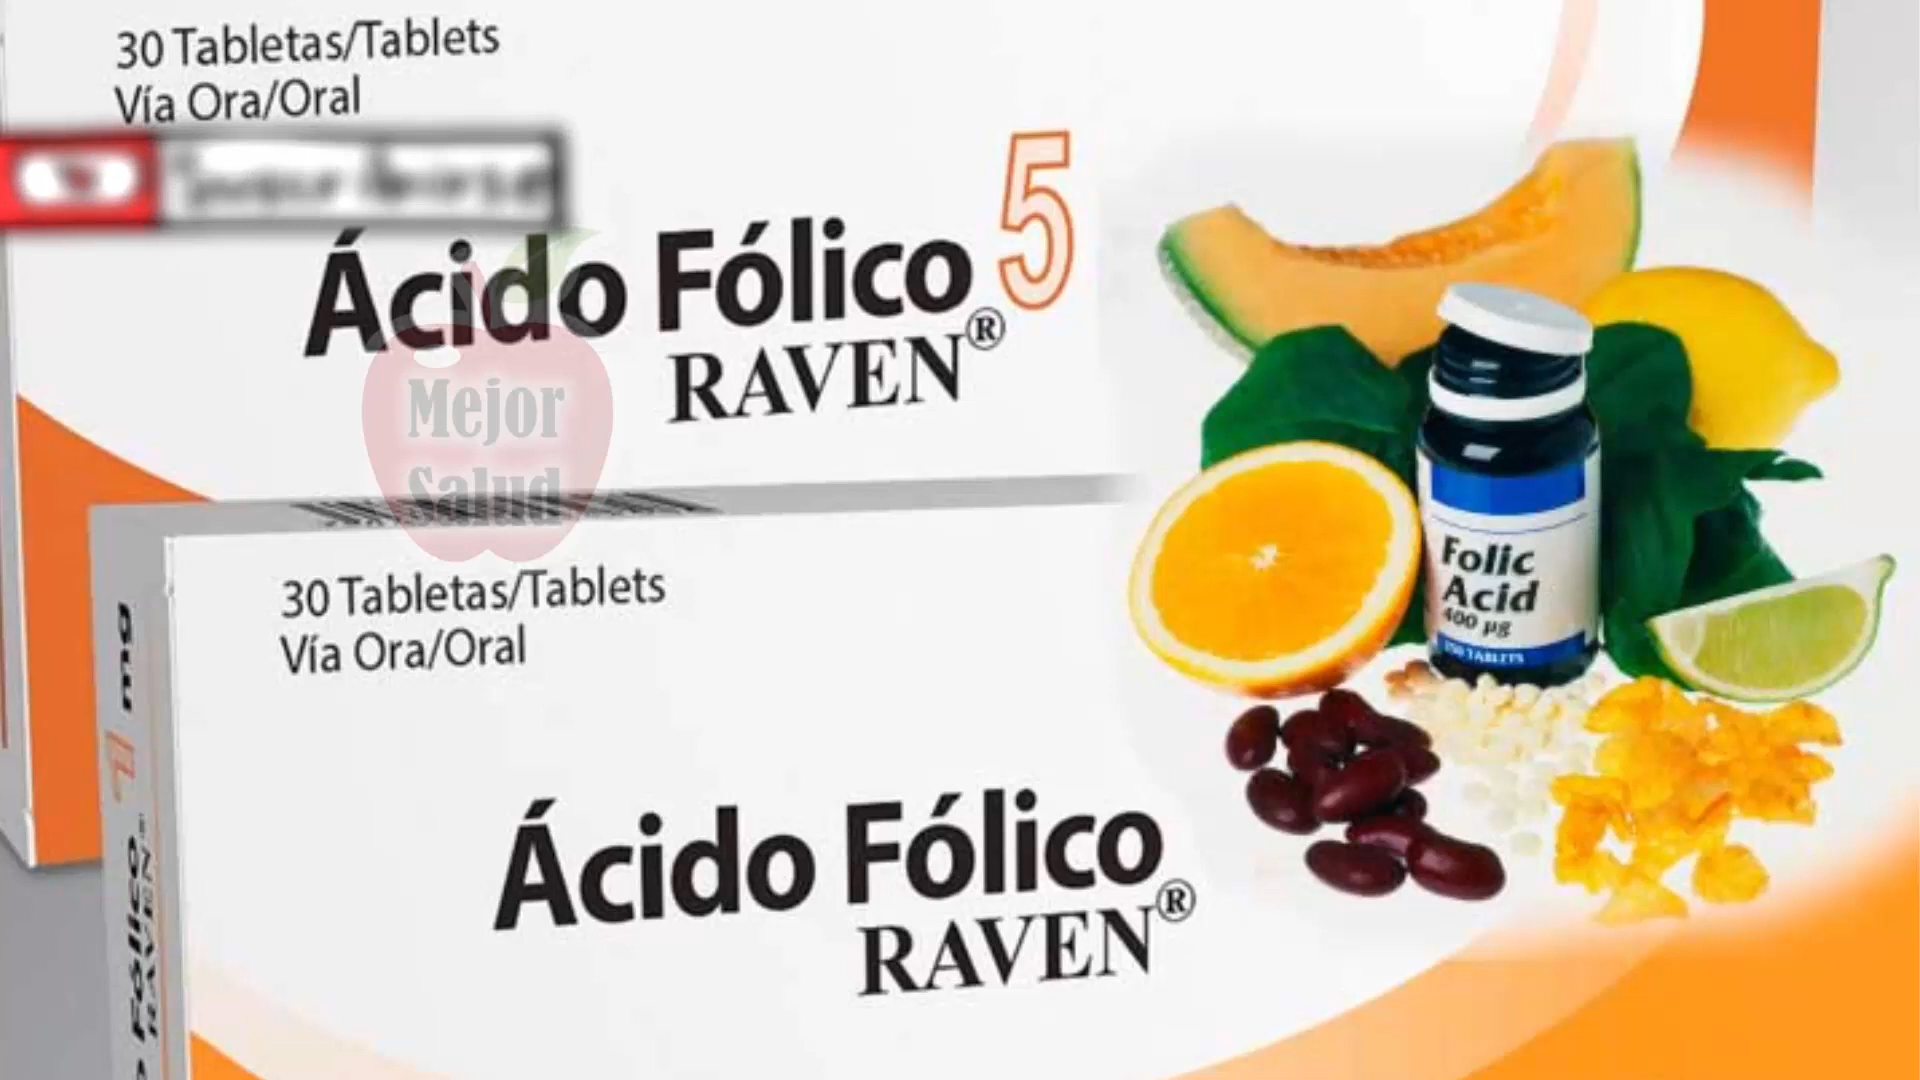 30 Tabletas/Tablets
Vía Ora/Oral
Ácido Fólico 5
RAVEN®
Mejor
Salud
30 Tabletas/Tablets
Vía Ora/Oral
Ácido Fólico
RAVEN®
Fólico 1 mg
RAVEN
Folic
Acid
400 µg
TABLETS